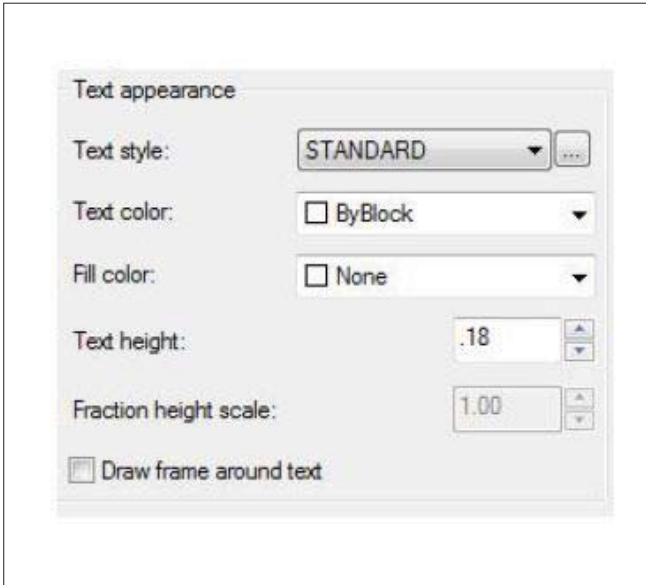 Text appearance
Text style: STANDARD ...
Text color: ByBlock
Fill color: None
Text height: .18
Fraction height scale: 1.00
Draw frame around text